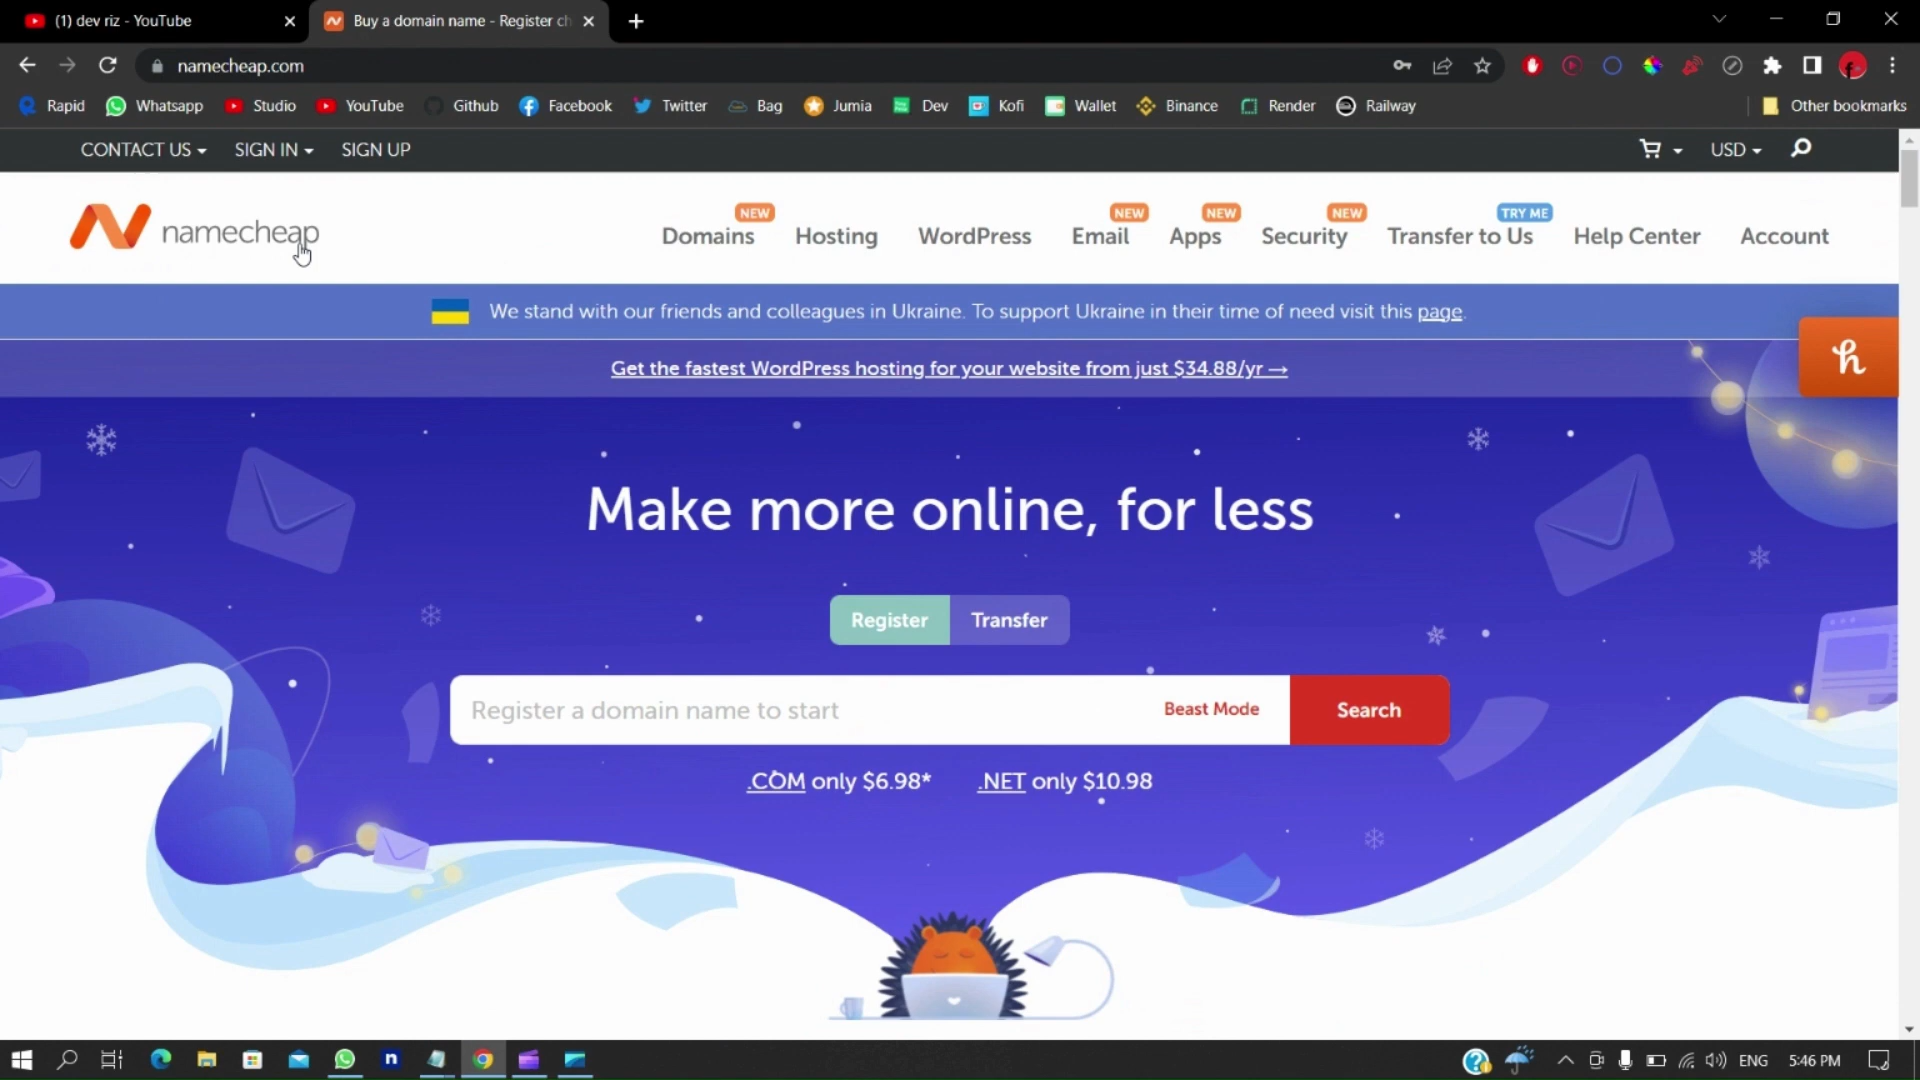 (1) dev riz - YouTube
Buy a domain name - Register ch
namecheap.com
Rapid Whatsapp Studio YouTube Github Facebook Twitter Bag Jumia Dev Kofi Wallet Binance Render Railway Other bookmarks
CONTACT US SIGN IN SIGN UP USD
namecheap
NEW NEW NEW NEW TRY ME
Domains Hosting WordPress Email Apps Security Transfer to Us Help Center Account
We stand with our friends and colleagues in Ukraine. To support Ukraine in their time of need visit this page.
Get the fastest WordPress hosting for your website from just $34.88/yr →
Make more online, for less
Register Transfer
Register a domain name to start Beast Mode Search
.COM only $6.98* .NET only $10.98
ENG 5:46 PM